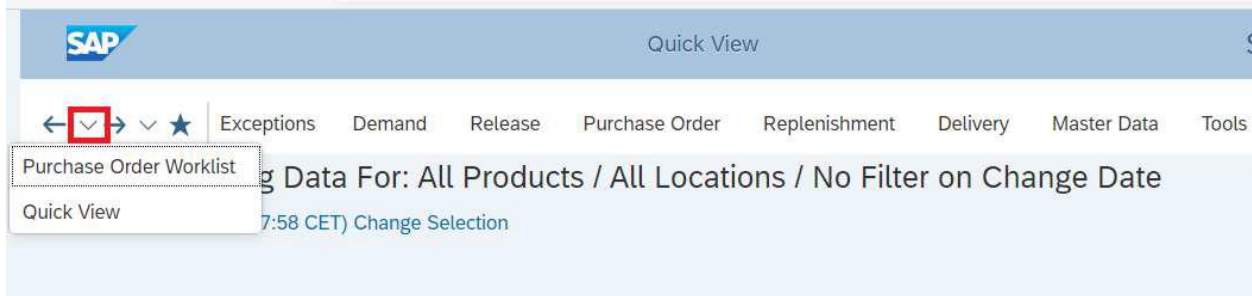 SAP
Quick View
Exceptions Demand Release Purchase Order Replenishment Delivery Master Data Tools
Purchase Order Worklist
g Data For: All Products / All Locations / No Filter on Change Date
Quick View
7:58 CET) Change Selection